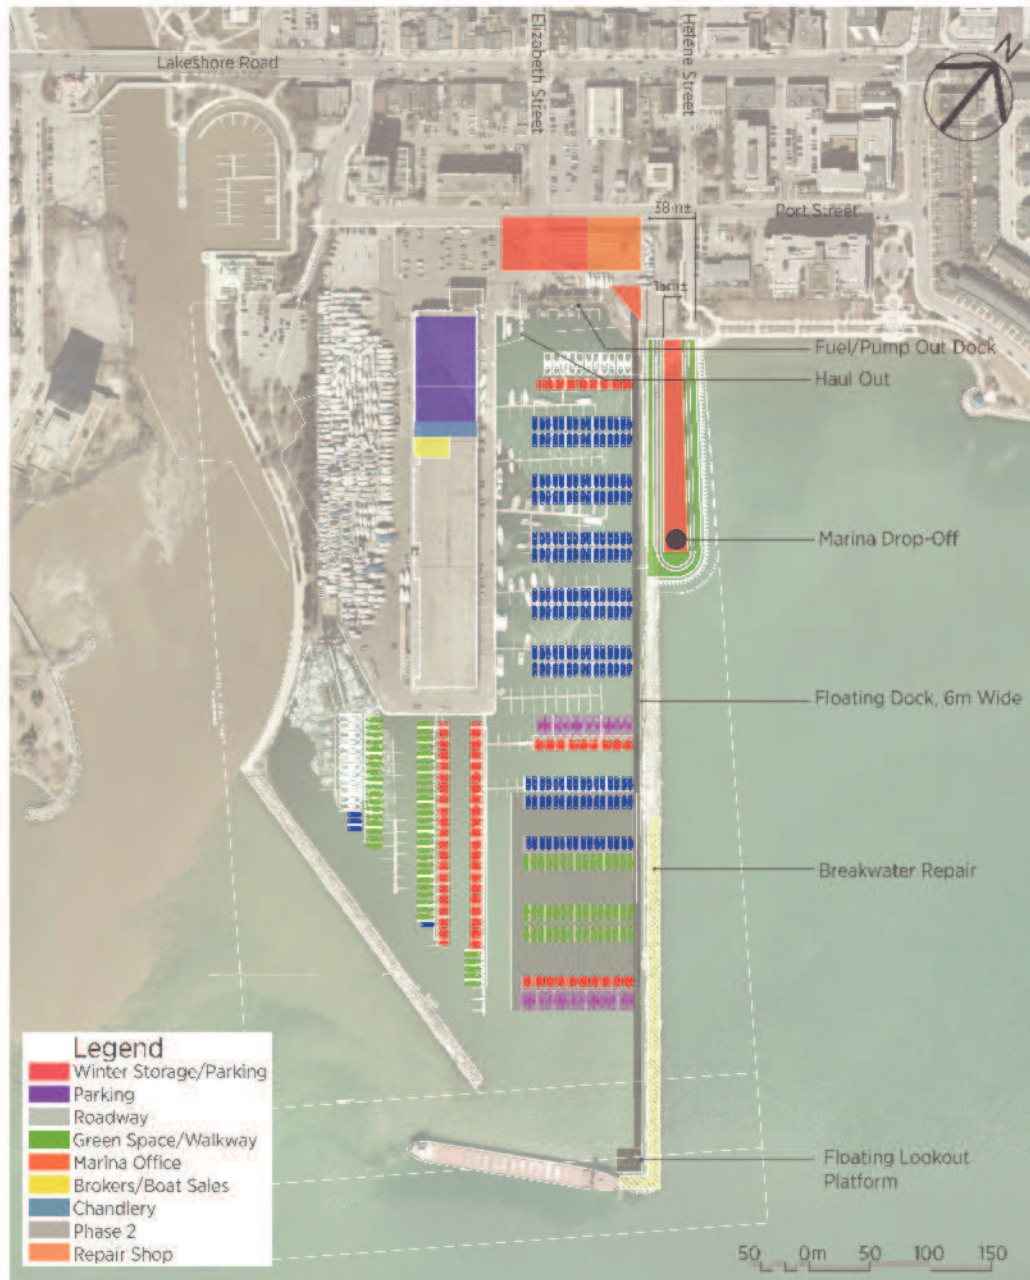 Lakeshore Road
Elizabeth Street
Helene Street
N
38m±
Port Street
15m±
Fuel/Pump Out Dock
Haul Out
Marina Drop-Off
Floating Dock, 6m Wide
Breakwater Repair
Floating Lookout
Platform
Legend
Winter Storage/Parking
Parking
Roadway
Green Space/Walkway
Marina Office
Brokers/Boat Sales
Chandlery
Phase 2
Repair Shop
50 0m 50 100 150